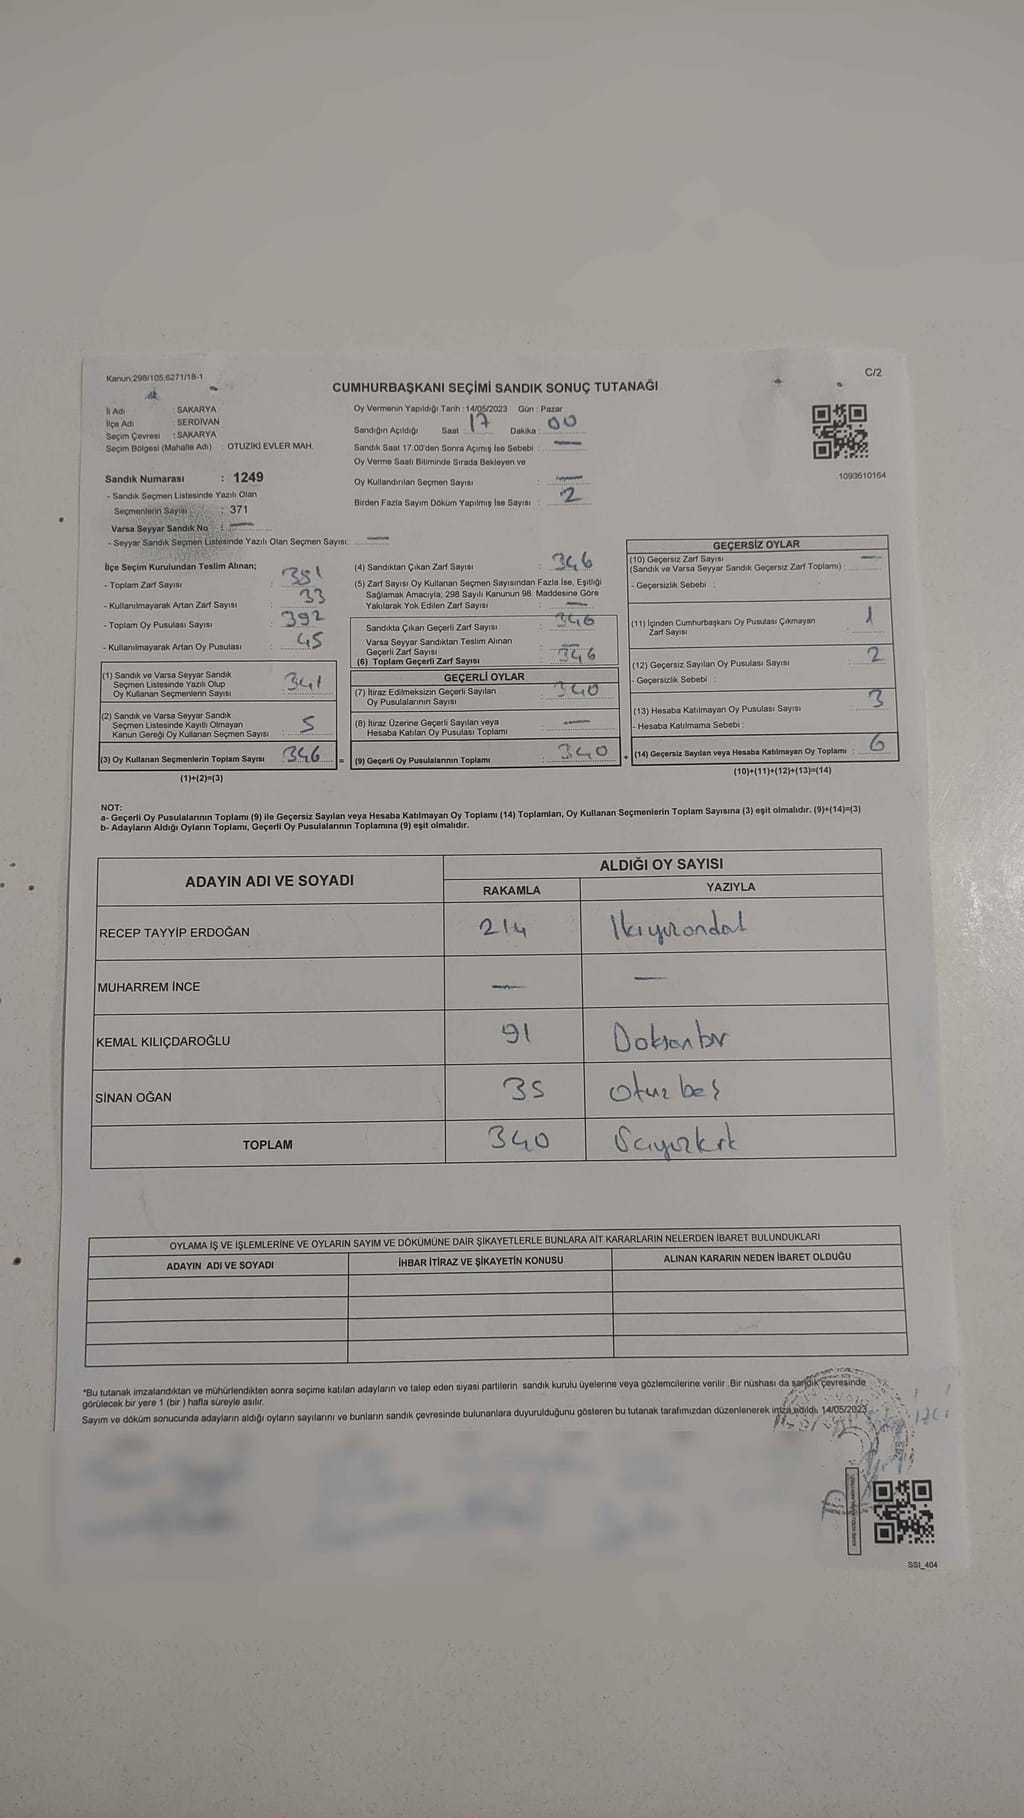 Kanun;298/105,6271/18-1
C/2
CUMHURBAŞKANI SEÇİMİ SANDIK SONUÇ TUTANAĞI
İl Adı : SAKARYA
İlçe Adı : SERDİVAN
Seçim Çevresi : SAKARYA
Seçim Bölgesi (Mahalle Adı) OTUZIKI EVLER MAH.
Oy Vermenin Yapıldığı Tarih : 14/05/2023 Gün : Pazar
Sandığın Açıldığı Saat : 17 Dakika : 00
Sandık Saat 17.00'den Sonra Açımış İse Sebebi : —
Oy Verme Saati Bitiminde Sırada Bekleyen ve
Oy Kullandırılan Seçmen Sayısı : —
Birden Fazla Sayım Döküm Yapılmış İse Sayısı : 2
1093610164
Sandık Numarası : 1249
- Sandık Seçmen Listesinde Yazılı Olan
Seçmenlerin Sayısı : 371
Varsa Seyyar Sandık No : —
- Seyyar Sandık Seçmen Listesinde Yazılı Olan Seçmen Sayısı: —
İlçe Seçim Kurulundan Teslim Alınan;
- Toplam Zarf Sayısı : 381
- Kullanılmayarak Artan Zarf Sayısı : 33
- Toplam Oy Pusulası Sayısı : 392
- Kullanılmayarak Artan Oy Pusulası : 45
(1) Sandık ve Varsa Seyyar Sandık
Seçmen Listesinde Yazılı Olup
Oy Kullanan Seçmenlerin Sayısı : 341
(2) Sandık ve Varsa Seyyar Sandık
Seçmen Listesinde Kayıtlı Olmayan
Kanun Gereği Oy Kullanan Seçmen Sayısı : 5
(3) Oy Kullanan Seçmenlerin Toplam Sayısı : 346 =
(1)+(2)=(3)
(4) Sandıktan Çıkan Zarf Sayısı : 346
(5) Zarf Sayısı Oy Kullanan Seçmen Sayısından Fazla İse, Eşitliği
Sağlamak Amacıyla; 298 Sayılı Kanunun 98. Maddesine Göre
Yakılarak Yok Edilen Zarf Sayısı : —
Sandıkta Çıkan Geçerli Zarf Sayısı : 346
Varsa Seyyar Sandıktan Teslim Alınan
Geçerli Zarf Sayısı : —
(6) Toplam Geçerli Zarf Sayısı : 346
GEÇERLİ OYLAR
(7) İtiraz Edilmeksizin Geçerli Sayılan
Oy Pusulalarının Sayısı : 340
(8) İtiraz Üzerine Geçerli Sayılan veya
Hesaba Katılan Oy Pusulası Toplamı : —
(9) Geçerli Oy Pusulalarının Toplamı : 340 +
GEÇERSİZ OYLAR
(10) Geçersiz Zarf Sayısı
(Sandık ve Varsa Seyyar Sandık Geçersiz Zarf Toplamı) : —
- Geçersizlik Sebebi :
(11) İçinden Cumhurbaşkanı Oy Pusulası Çıkmayan
Zarf Sayısı : 1
(12) Geçersiz Sayılan Oy Pusulası Sayısı : 2
- Geçersizlik Sebebi :
(13) Hesaba Katılmayan Oy Pusulası Sayısı : 3
- Hesaba Katılmama Sebebi :
(14) Geçersiz Sayılan veya Hesaba Katılmayan Oy Toplamı : 6
(10)+(11)+(12)+(13)=(14)
NOT:
a- Geçerli Oy Pusulalarının Toplamı (9) ile Geçersiz Sayılan veya Hesaba Katılmayan Oy Toplamı (14) Toplamları, Oy Kullanan Seçmenlerin Toplam Sayısına (3) eşit olmalıdır. (9)+(14)=(3)
b- Adayların Aldığı Oyların Toplamı, Geçerli Oy Pusulalarının Toplamına (9) eşit olmalıdır.
ADAYIN ADI VE SOYADI ALDIĞI OY SAYISI
RAKAMLA YAZIYLA
RECEP TAYYİP ERDOĞAN 214 İkiyüzondört
MUHARREM İNCE — —
KEMAL KILIÇDAROĞLU 91 Doksanbir
SİNAN OĞAN 35 otuz beş
TOPLAM 340 Üçyüzkırk
OYLAMA İŞ VE İŞLEMLERİNE VE OYLARIN SAYIM VE DÖKÜMÜNE DAİR ŞİKAYETLERLE BUNLARA AİT KARARLARIN NELERDEN İBARET BULUNDUKLARI
ADAYIN ADI VE SOYADI İHBAR İTİRAZ VE ŞİKAYETİN KONUSU ALINAN KARARIN NEDEN İBARET OLDUĞU
*Bu tutanak imzalandıktan ve mühürlendikten sonra seçime katılan adayların ve talep eden siyasi partilerin sandık kurulu üyelerine veya gözlemcilerine verilir .Bir nüshası da sandık çevresinde
görülecek bir yere 1 (bir ) hafta süreyle asılır.
Sayım ve döküm sonucunda adayların aldığı oyların sayılarını ve bunların sandık çevresinde bulunanlara duyurulduğunu gösteren bu tutanak tarafımızdan düzenlenerek imza edildi. 14/05/2023
SSI_404